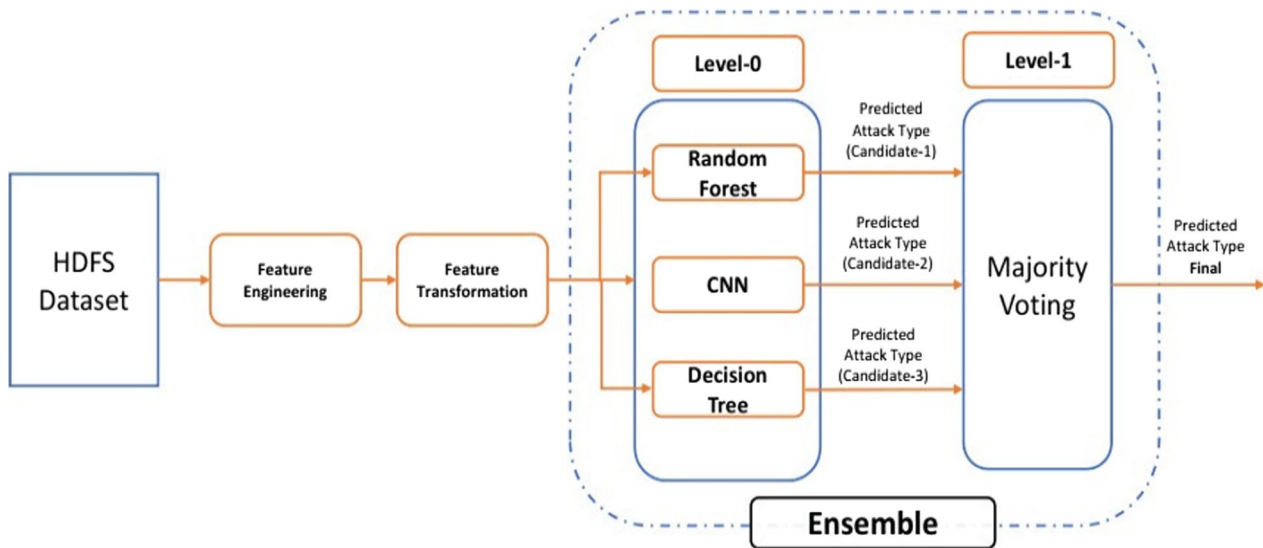 HDFS
Dataset
Feature
Engineering
Feature
Transformation
Level-0
Random
Forest
CNN
Decision
Tree
Predicted
Attack Type
(Candidate-1)
Predicted
Attack Type
(Candidate-2)
Predicted
Attack Type
(Candidate-3)
Level-1
Majority
Voting
Predicted
Attack Type
Final
Ensemble